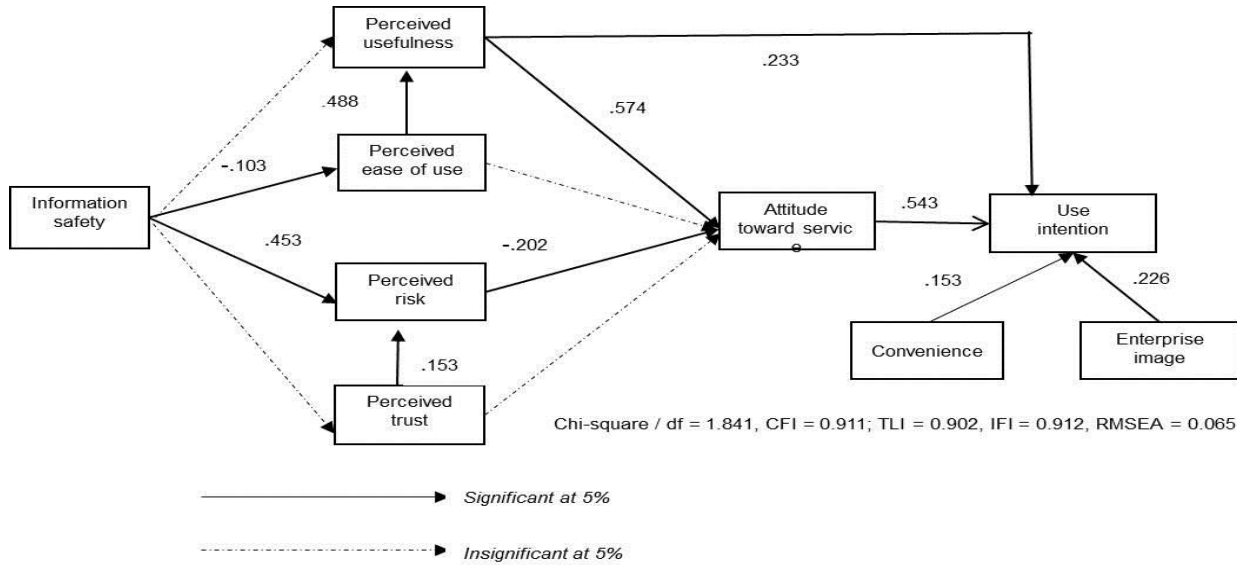 Perceived
usefulness
.233
.488
.574
Perceived
ease of use
-.103
Information
safety
Attitude
toward servic
e
.543
Use
intention
.453
-.202
Perceived
risk
.153
.226
Convenience
Enterprise
image
.153
Perceived
trust
Chi-square / df = 1.841, CFI = 0.911; TLI = 0.902, IFI = 0.912, RMSEA = 0.065
Significant at 5%
Insignificant at 5%